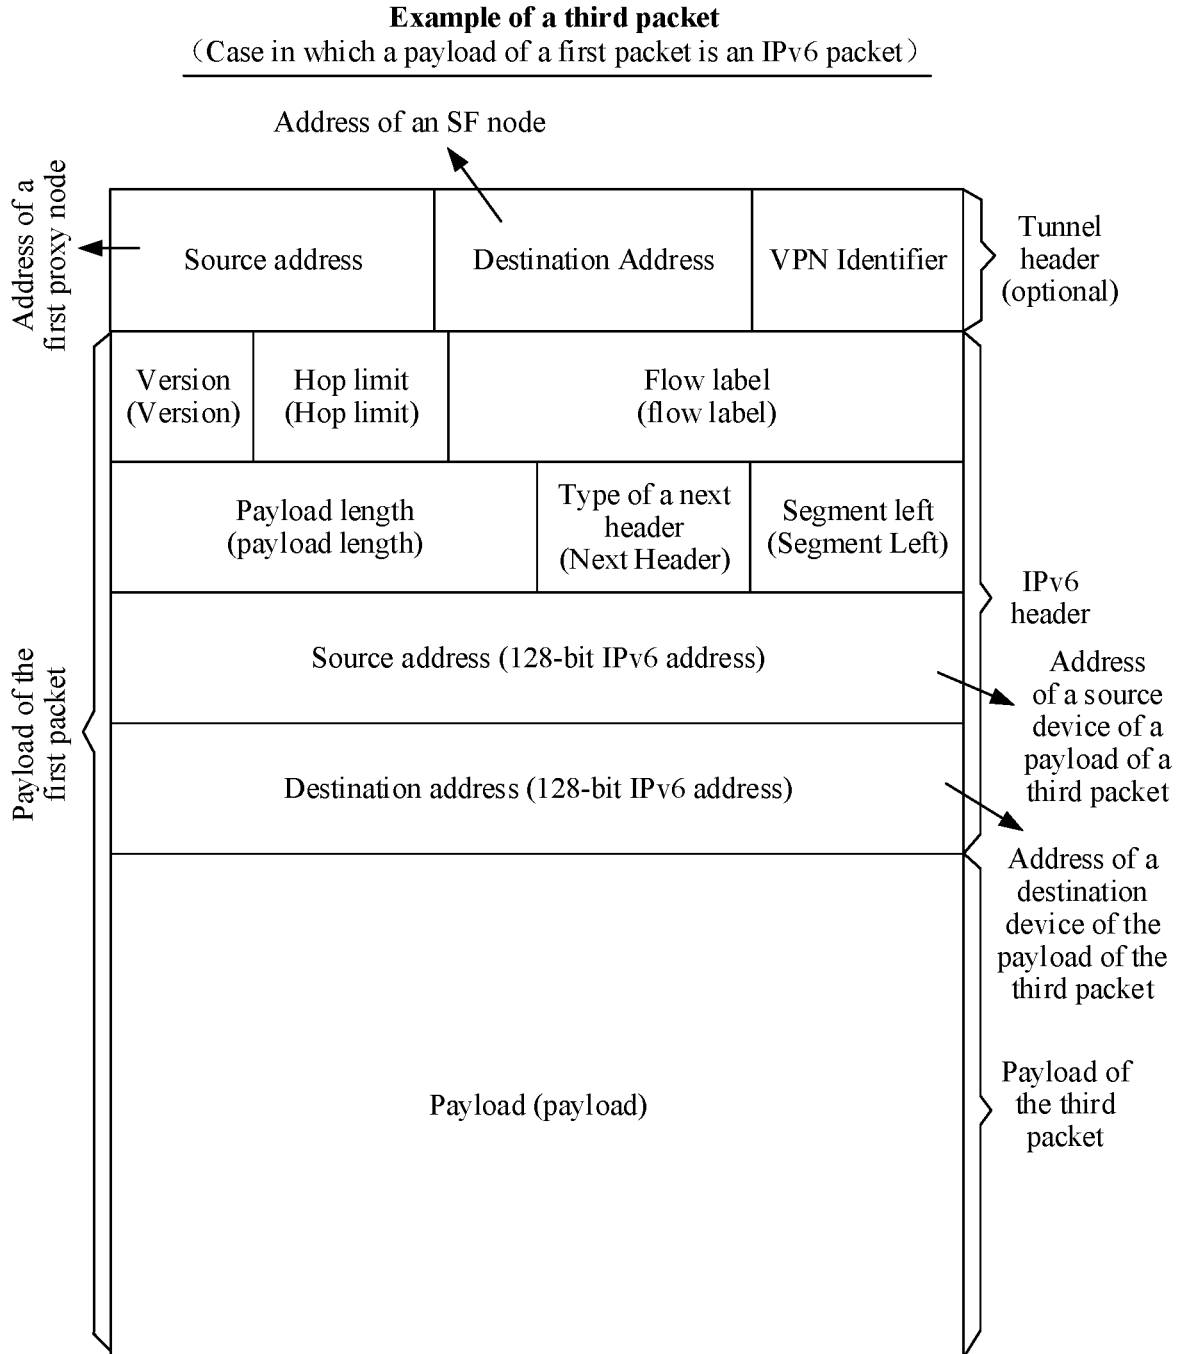 Example of a third packet
（Case in which a payload of a first packet is an IPv6 packet）
Address of an SF node
Address of a
first proxy node
Source address
Destination Address
VPN Identifier
Tunnel
header
(optional)
Version
(Version)
Hop limit
(Hop limit)
Flow label
(flow label)
Payload length
(payload length)
Type of a next
header
(Next Header)
Segment left
(Segment Left)
IPv6
header
Source address (128-bit IPv6 address)
Address
of a source
device of a
payload of a
third packet
Payload of the
first packet
Destination address (128-bit IPv6 address)
Address of a
destination
device of the
payload of the
third packet
Payload (payload)
Payload of
the third
packet